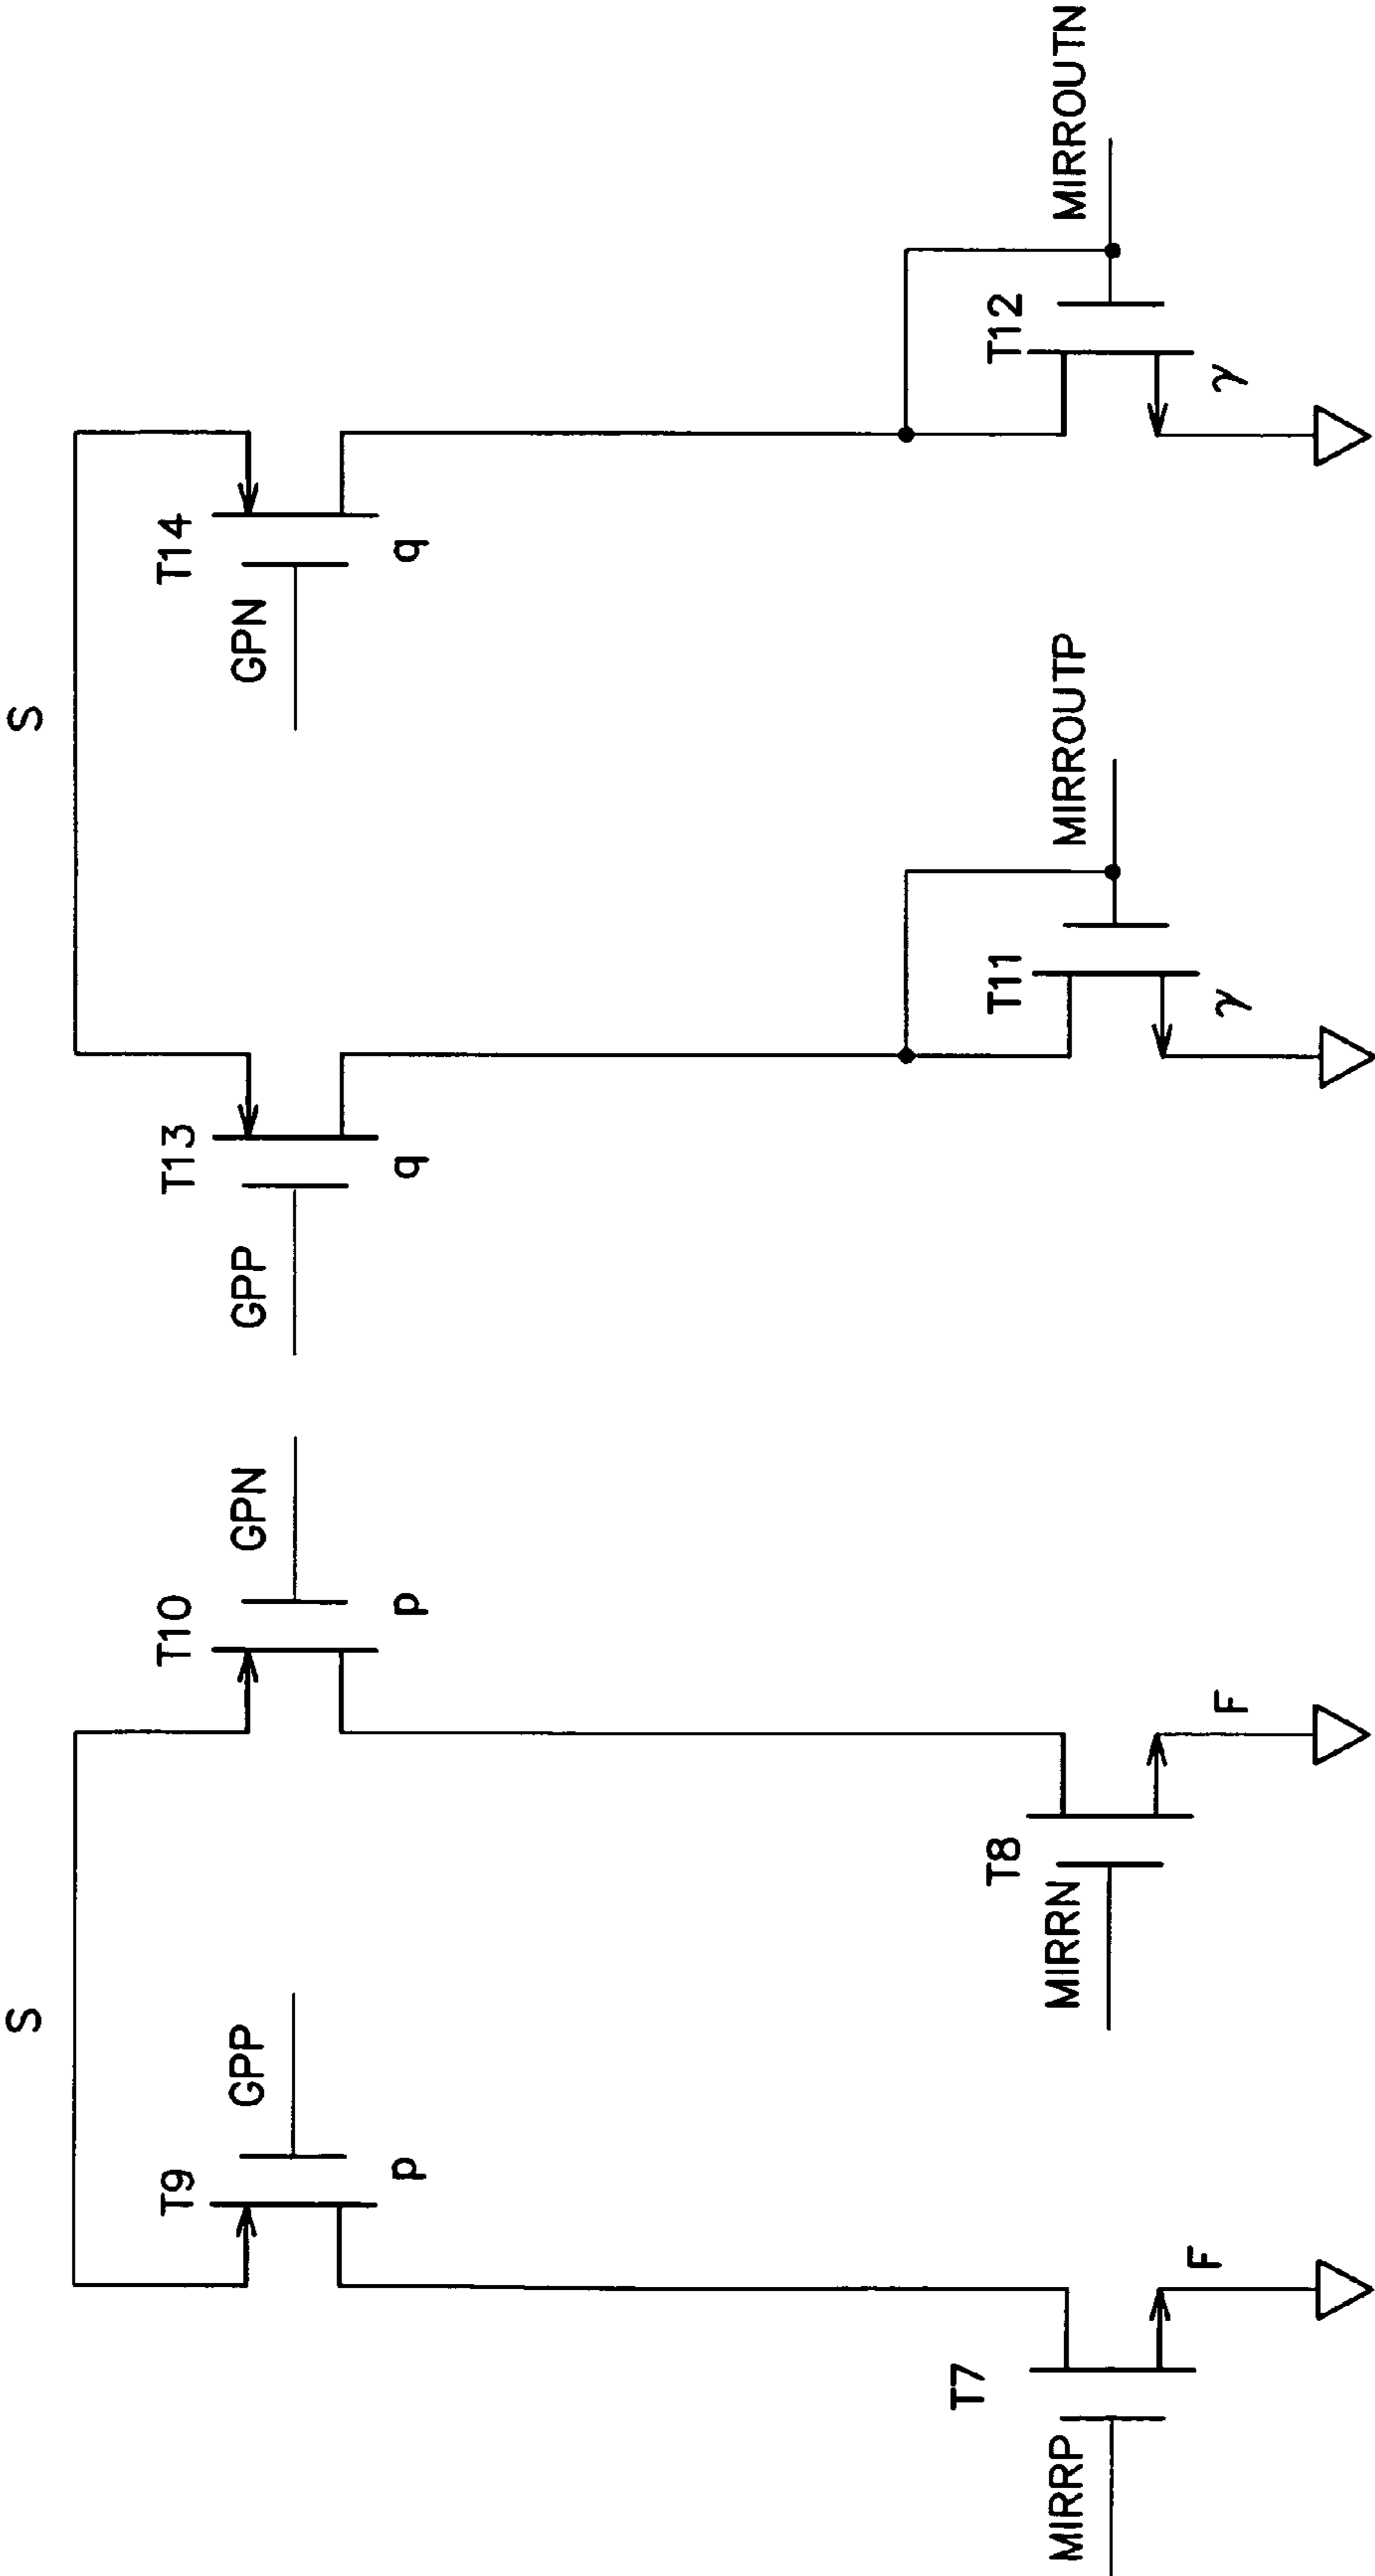 S
S
T9
GPP
p
T10
GPN
p
GPP
T13
q
GPN
T14
q
MIRRP
T7
F
MIRRN
T8
F
T11
MIRROUTP
γ
T12
MIRROUTN
γ